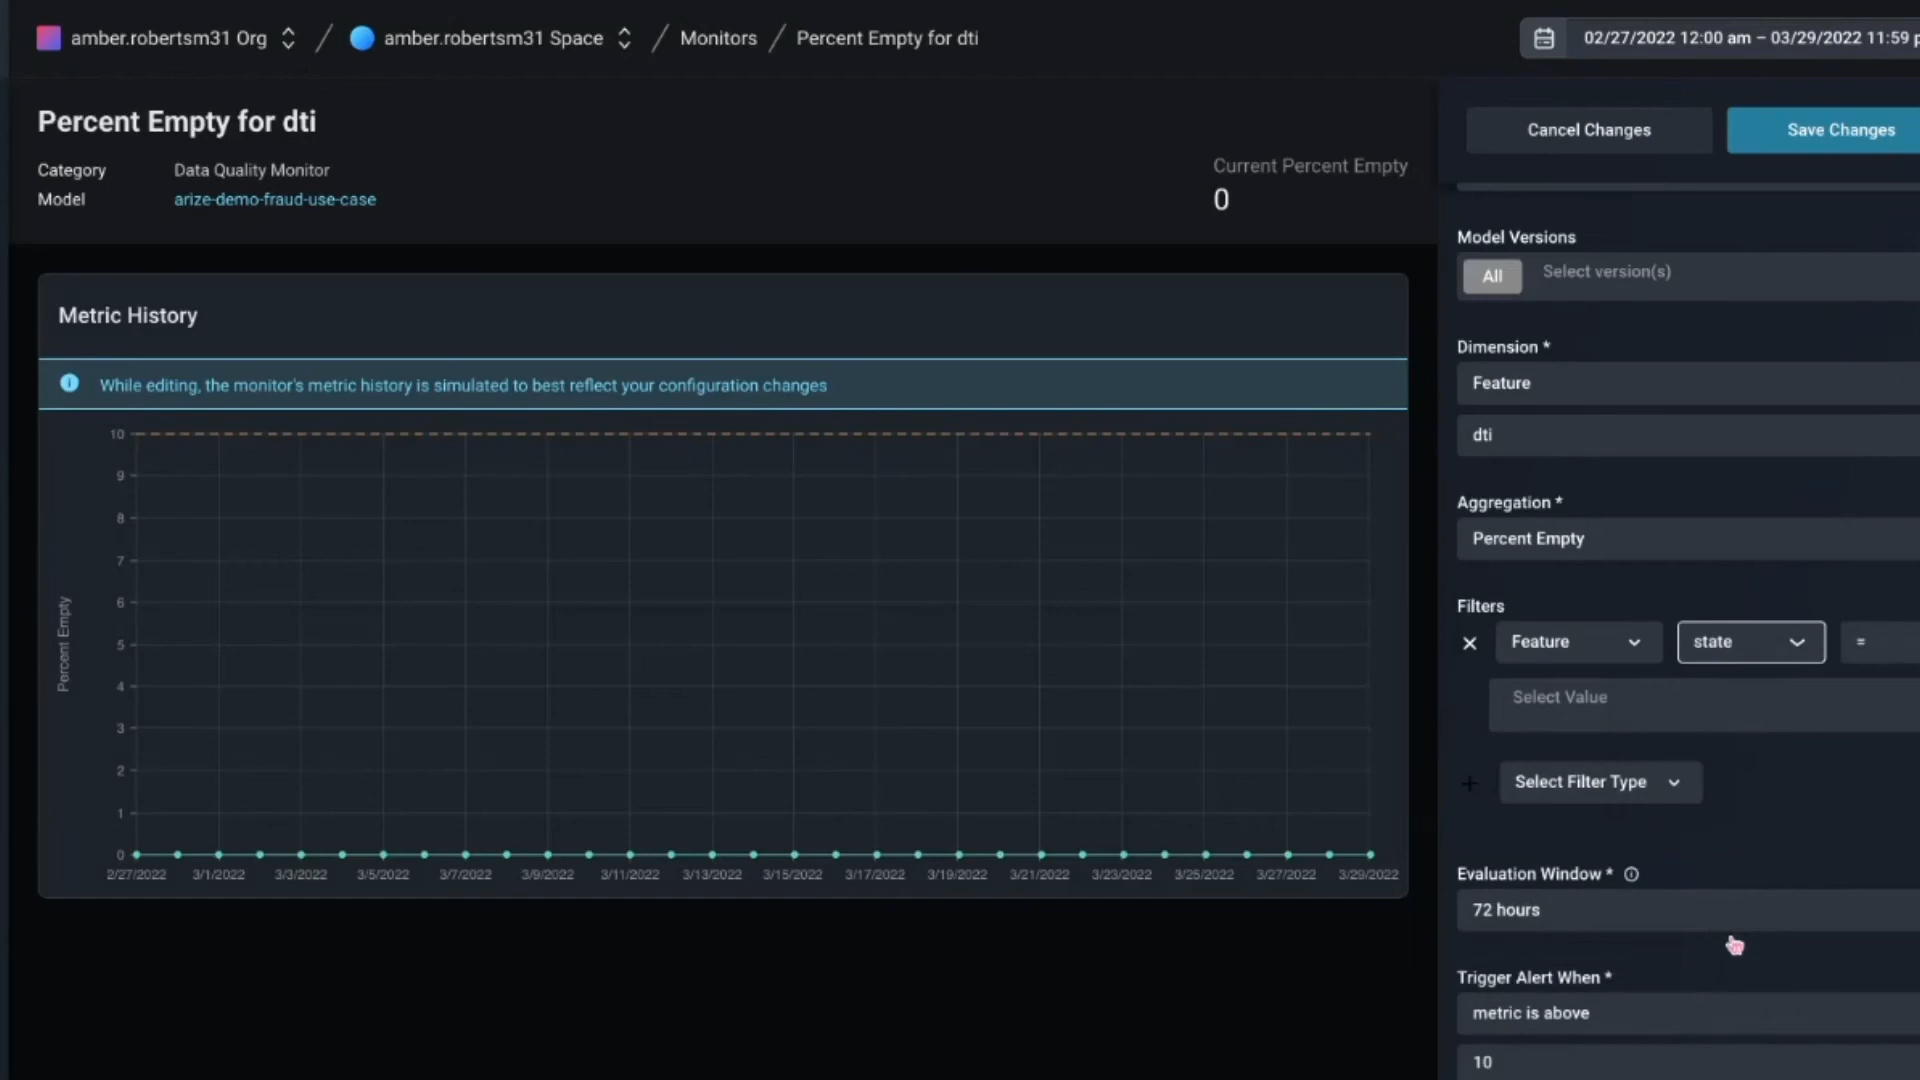 amber.robertsm31 Org / amber.robertsm31 Space / Monitors / Percent Empty for dti
02/27/2022 12:00 am – 03/29/2022 11:59
Percent Empty for dti
Category Data Quality Monitor
Model arize-demo-fraud-use-case
Current Percent Empty
0
Metric History
While editing, the monitor's metric history is simulated to best reflect your configuration changes
Percent Empty
10
9
8
7
6
5
4
3
2
1
0
2/27/2022 3/1/2022 3/3/2022 3/5/2022 3/7/2022 3/9/2022 3/11/2022 3/13/2022 3/15/2022 3/17/2022 3/19/2022 3/21/2022 3/23/2022 3/25/2022 3/27/2022 3/29/2022
Cancel Changes
Save Changes
Model Versions
All Select version(s)
Dimension *
Feature
dti
Aggregation *
Percent Empty
Filters
Feature state =
Select Value
Select Filter Type
Evaluation Window *
72 hours
Trigger Alert When *
metric is above
10